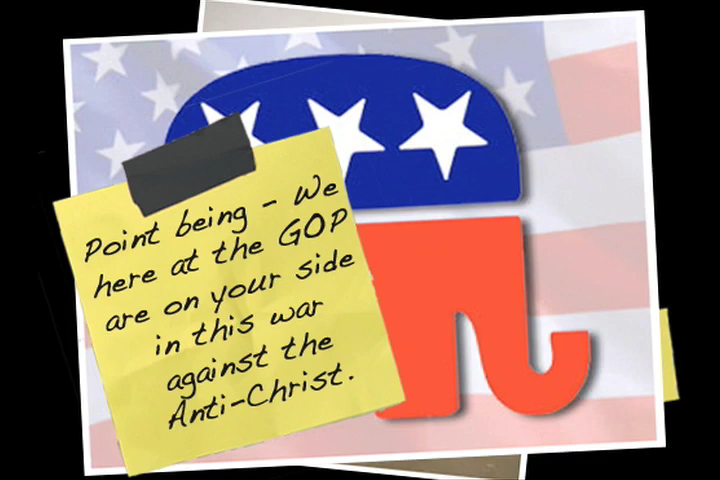 Point being - We
here at the GOP
are on your side
in this war
against the
Anti-Christ.